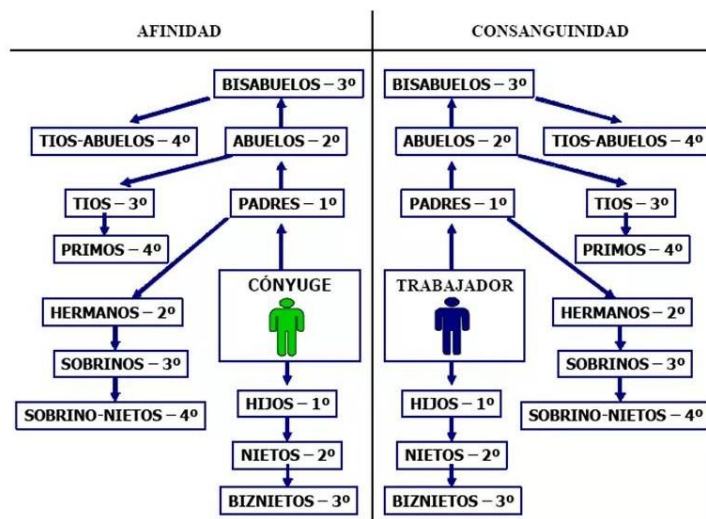 AFINIDAD
CONSANGUINIDAD
BISABUELOS – 3º
BISABUELOS – 3º
TIOS-ABUELOS – 4º
ABUELOS – 2º
ABUELOS – 2º
TIOS-ABUELOS – 4º
TIOS – 3º
PADRES – 1º
PADRES – 1º
TIOS – 3º
PRIMOS – 4º
PRIMOS – 4º
CÓNYUGE
TRABAJADOR
HERMANOS – 2º
HERMANOS – 2º
SOBRINOS – 3º
SOBRINOS – 3º
SOBRINO-NIETOS – 4º
HIJOS – 1º
HIJOS – 1º
SOBRINO-NIETOS – 4º
NIETOS – 2º
NIETOS – 2º
BIZNIETOS – 3º
BIZNIETOS – 3º